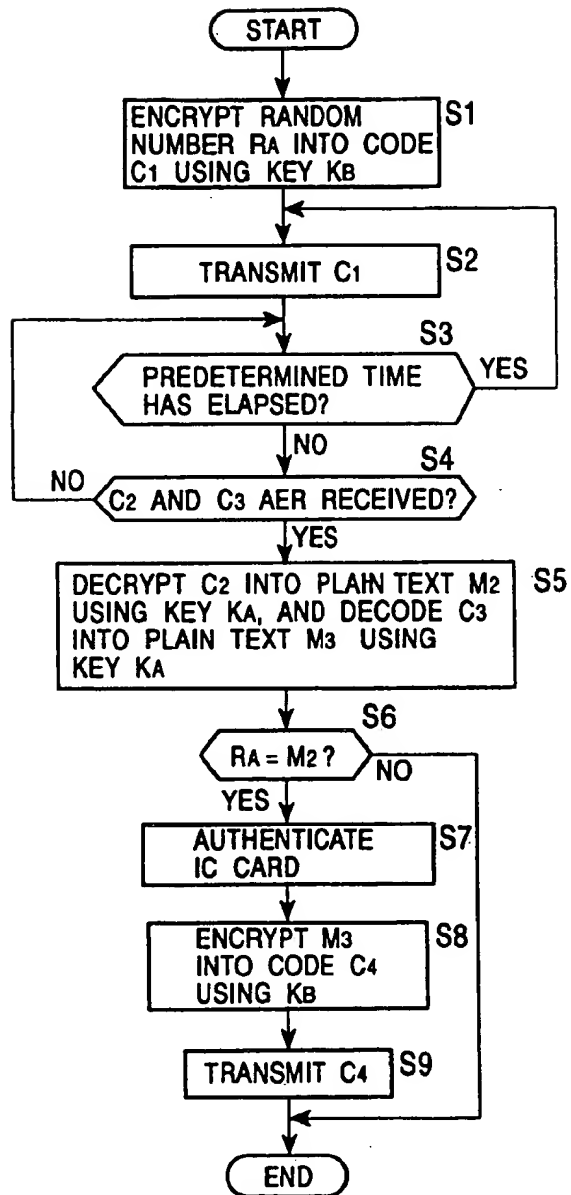 START
ENCRYPT RANDOM
NUMBER RA INTO CODE
C1 USING KEY KB
S1
TRANSMIT C1
S2
S3
PREDETERMINED TIME
HAS ELAPSED?
YES
NO
S4
NO
C2 AND C3 AER RECEIVED?
YES
DECRYPT C2 INTO PLAIN TEXT M2
USING KEY KA, AND DECODE C3
INTO PLAIN TEXT M3 USING
KEY KA
S5
S6
RA = M2 ?
NO
YES
AUTHENTICATE
IC CARD
S7
ENCRYPT M3
INTO CODE C4
USING KB
S8
TRANSMIT C4
S9
END